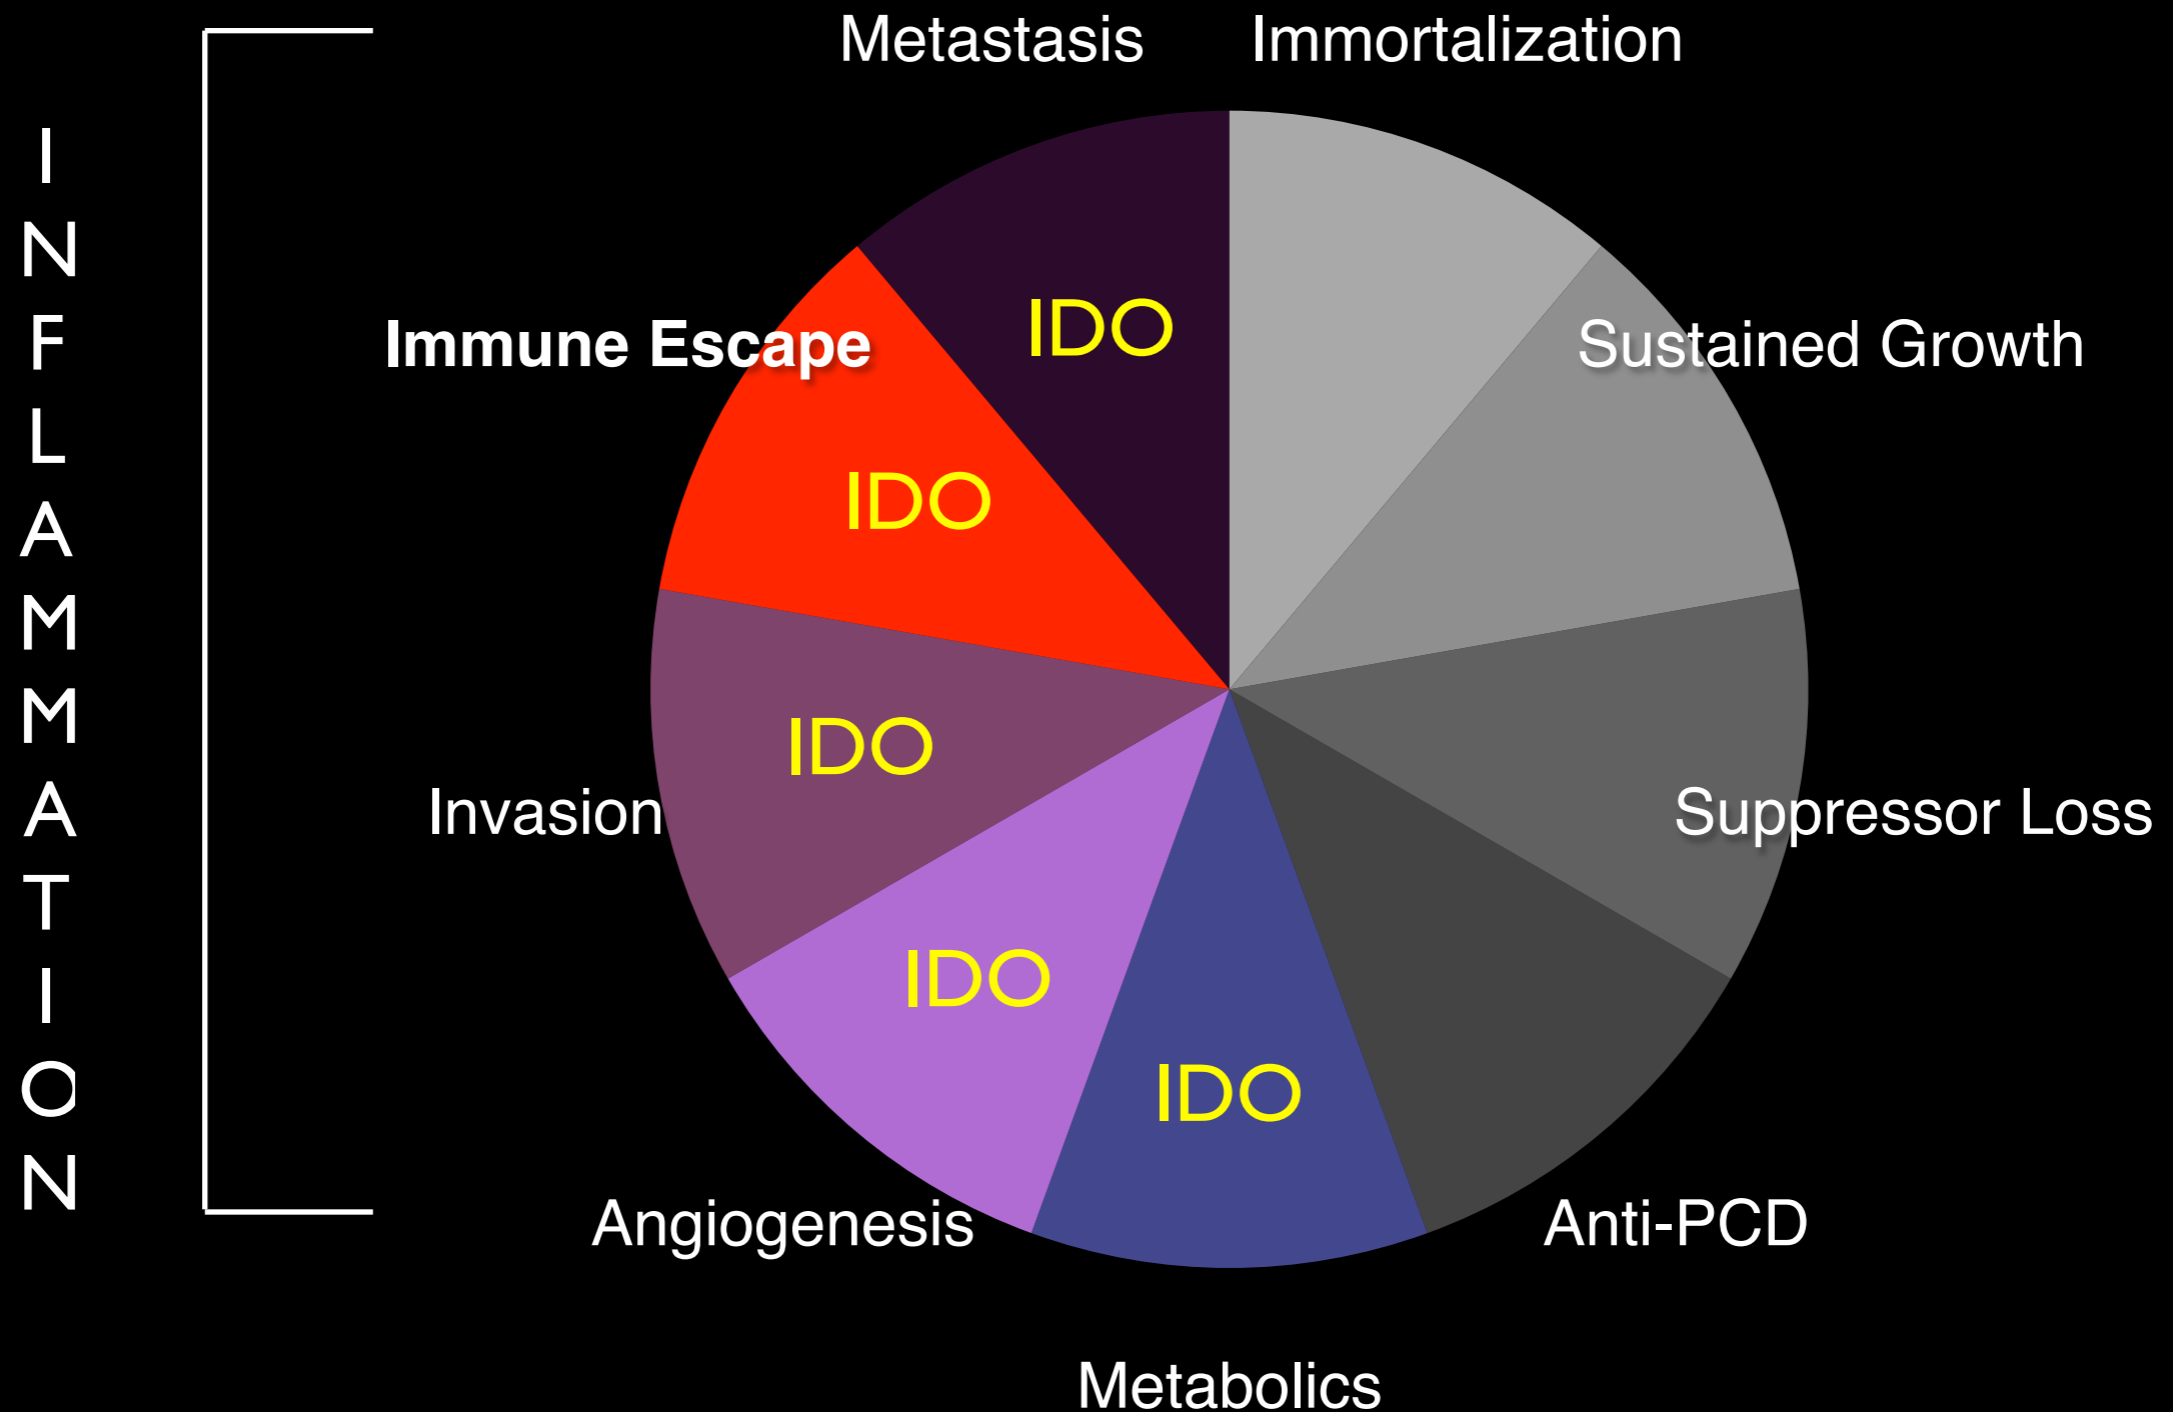 INFLAMMATION
Metastasis
Immortalization
IDO
Immune Escape
Sustained Growth
IDO
IDO
Invasion
Suppressor Loss
IDO
IDO
Angiogenesis
Anti-PCD
Metabolics